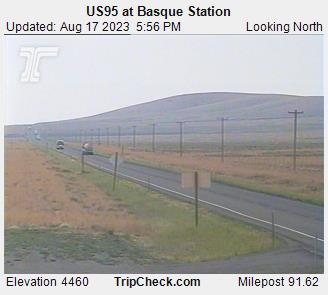 US95 at Basque Station
Updated: Aug 17 2023 5:56 PM Looking North
Elevation 4460 TripCheck.com Milepost 91.62